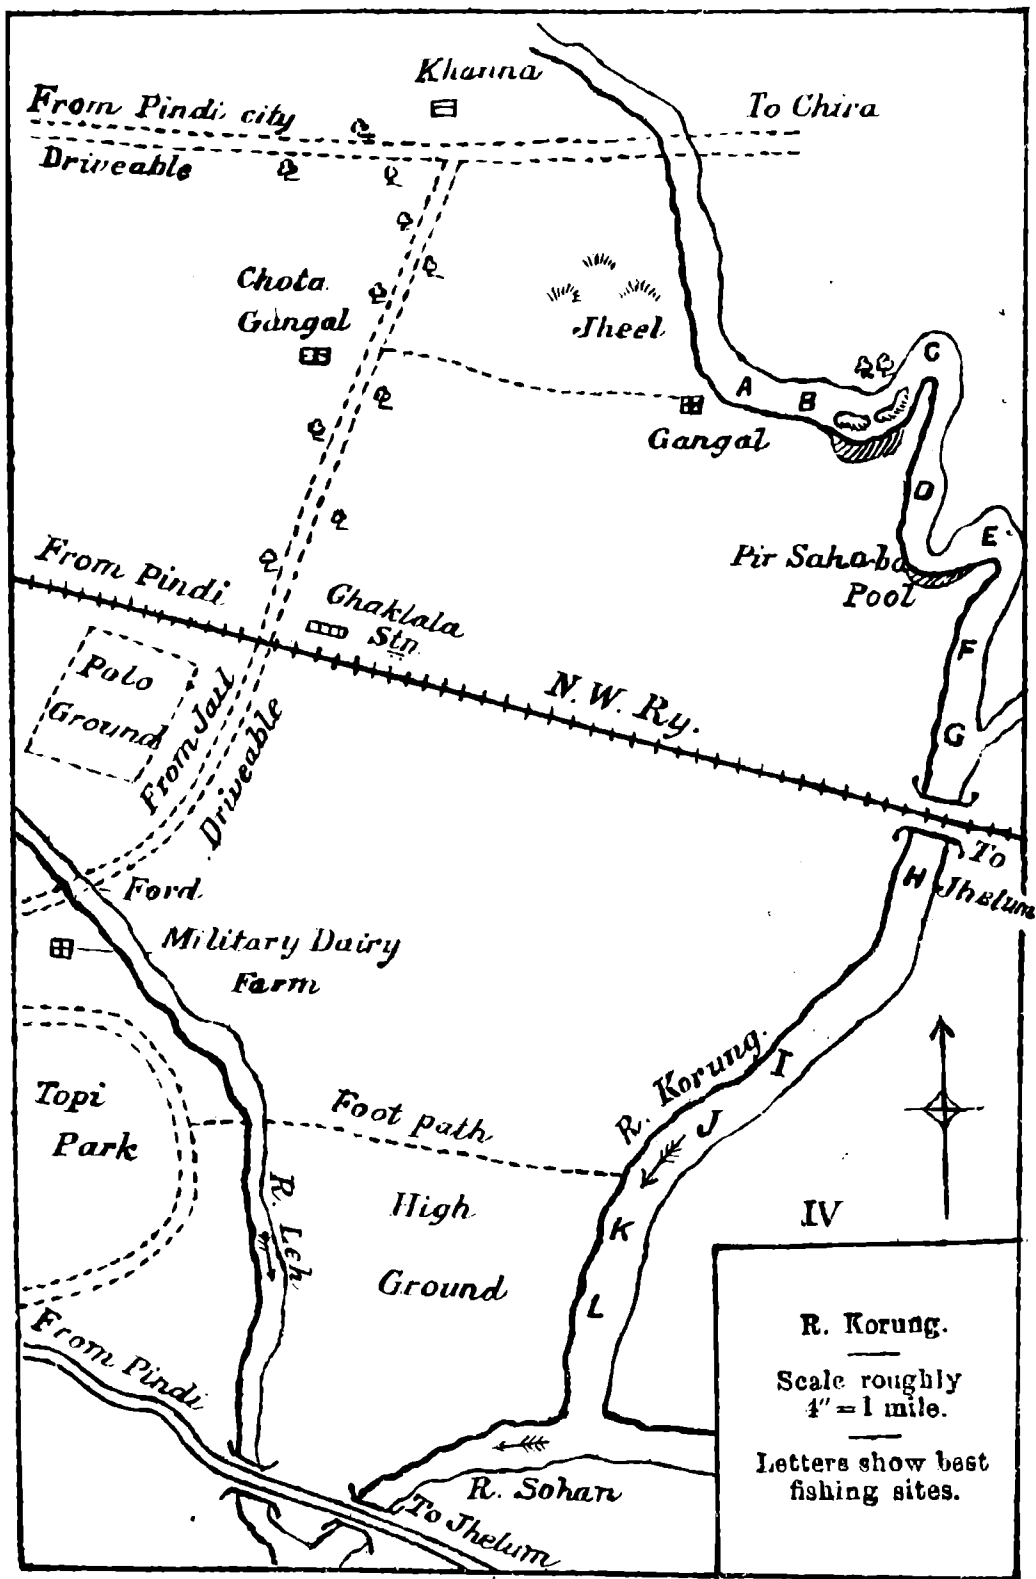 Khanna
From Pindi city
To Chira
Driveable
Chota
Gangal
Jheel
C
A
B
Gangal
D
E
From Pindi
Pir Sahaba
Pool
Chaklala
Stn
F
Polo
Ground
N. W. Ry.
From Jail
Driveable
G
To
Jhelum
H
Ford
Military Dairy
Farm
R. Korung.
I
Topi
Park
Foot path
J
High
Ground
R. Leh
K
IV
L
From Pindi
R. Korung.
Scale roughly
4" = 1 mile.
Letters show best
fishing sites.
R. Sohan
To Jhelum